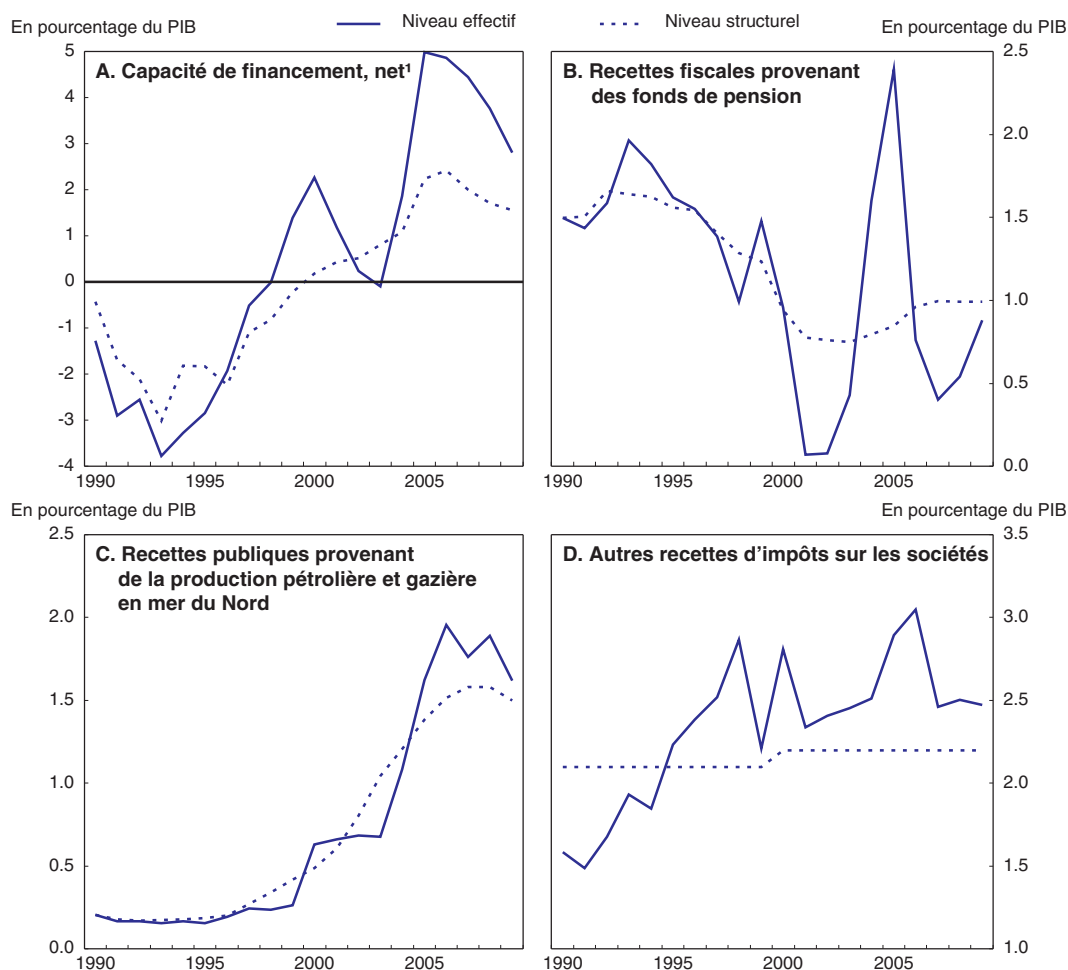 En pourcentage du PIB
Niveau effectif
Niveau structurel
En pourcentage du PIB
A. Capacité de financement, net¹
5
4
3
2
1
0
-1
-2
-3
-4
1990 1995 2000 2005
B. Recettes fiscales provenant
des fonds de pension
2.5
2.0
1.5
1.0
0.5
0.0
1990 1995 2000 2005
En pourcentage du PIB
En pourcentage du PIB
C. Recettes publiques provenant
de la production pétrolière et gazière
en mer du Nord
2.5
2.0
1.5
1.0
0.5
0.0
1990 1995 2000 2005
D. Autres recettes d'impôts sur les sociétés
3.5
3.0
2.5
2.0
1.5
1.0
1990 1995 2000 2005